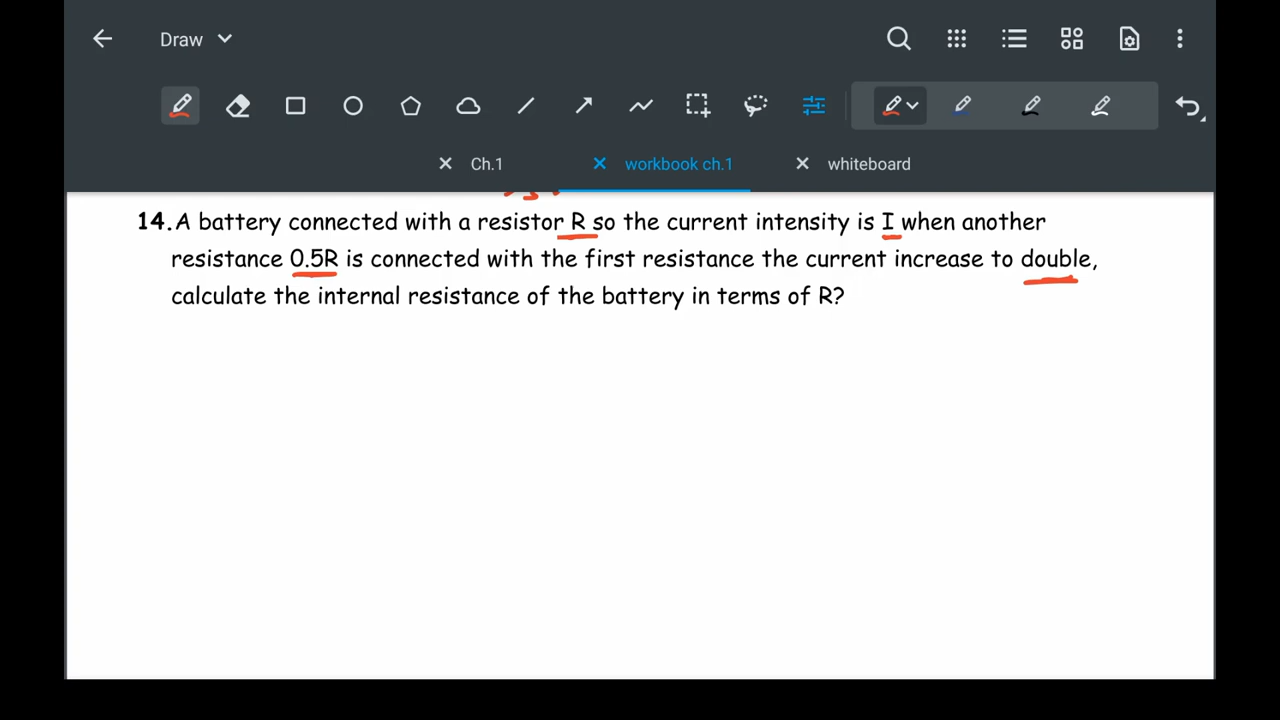 Draw
Ch.1
workbook ch.1
whiteboard
14.A battery connected with a resistor R so the current intensity is I when another
resistance 0.5R is connected with the first resistance the current increase to double,
calculate the internal resistance of the battery in terms of R?